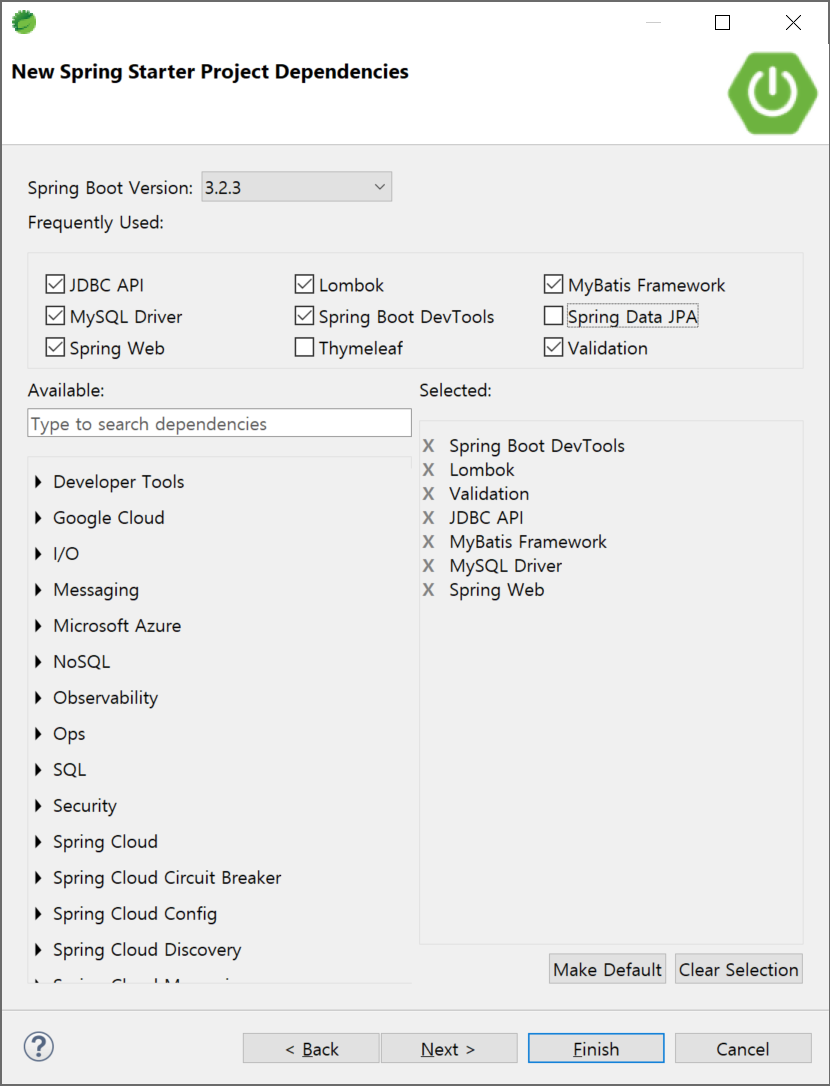 New Spring Starter Project Dependencies
Spring Boot Version: 3.2.3
Frequently Used:
JDBC API Lombok MyBatis Framework
MySQL Driver Spring Boot DevTools Spring Data JPA
Spring Web Thymeleaf Validation
Available: Selected:
Type to search dependencies
X Spring Boot DevTools
X Lombok
X Validation
X JDBC API
X MyBatis Framework
X MySQL Driver
X Spring Web
Developer Tools
Google Cloud
I/O
Messaging
Microsoft Azure
NoSQL
Observability
Ops
SQL
Security
Spring Cloud
Spring Cloud Circuit Breaker
Spring Cloud Config
Spring Cloud Discovery
Make Default Clear Selection
? < Back Next > Finish Cancel